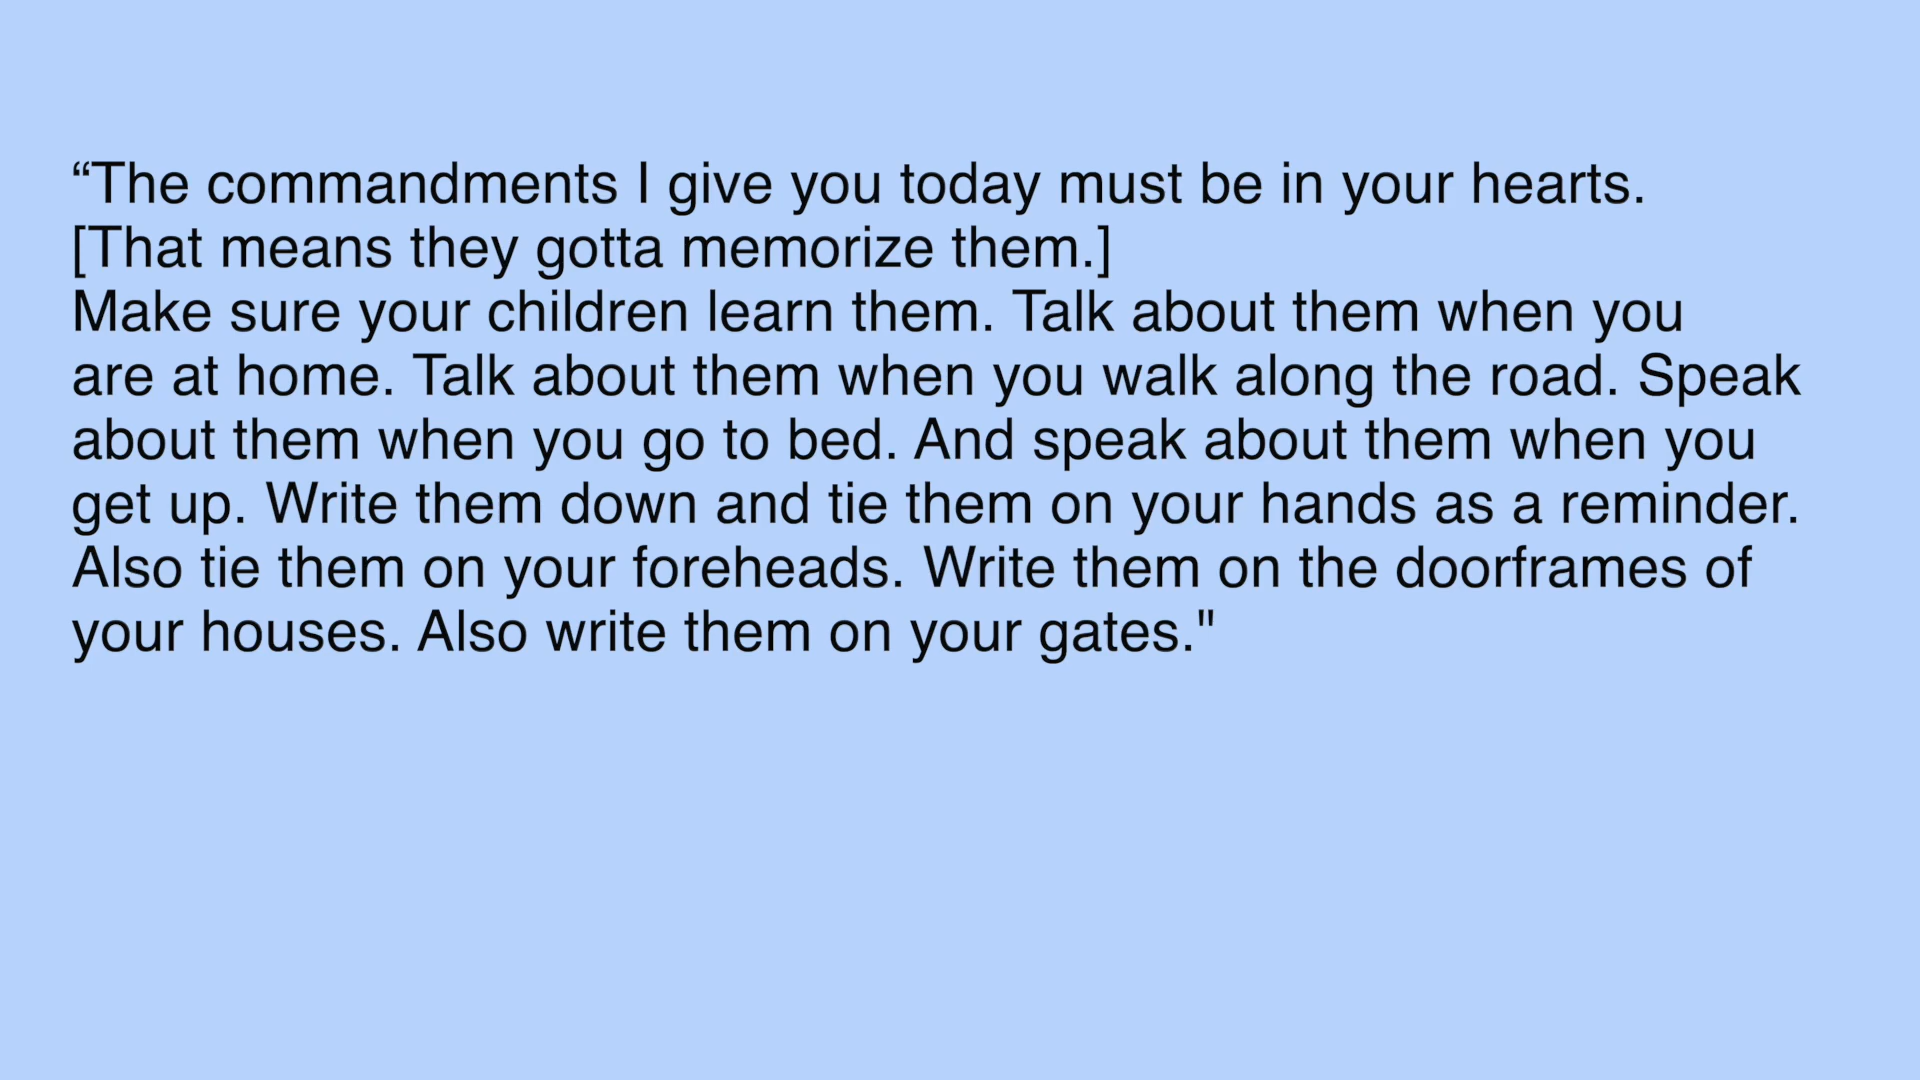 “The commandments I give you today must be in your hearts.
[That means they gotta memorize them.]
Make sure your children learn them. Talk about them when you
are at home. Talk about them when you walk along the road. Speak
about them when you go to bed. And speak about them when you
get up. Write them down and tie them on your hands as a reminder.
Also tie them on your foreheads. Write them on the doorframes of
your houses. Also write them on your gates."